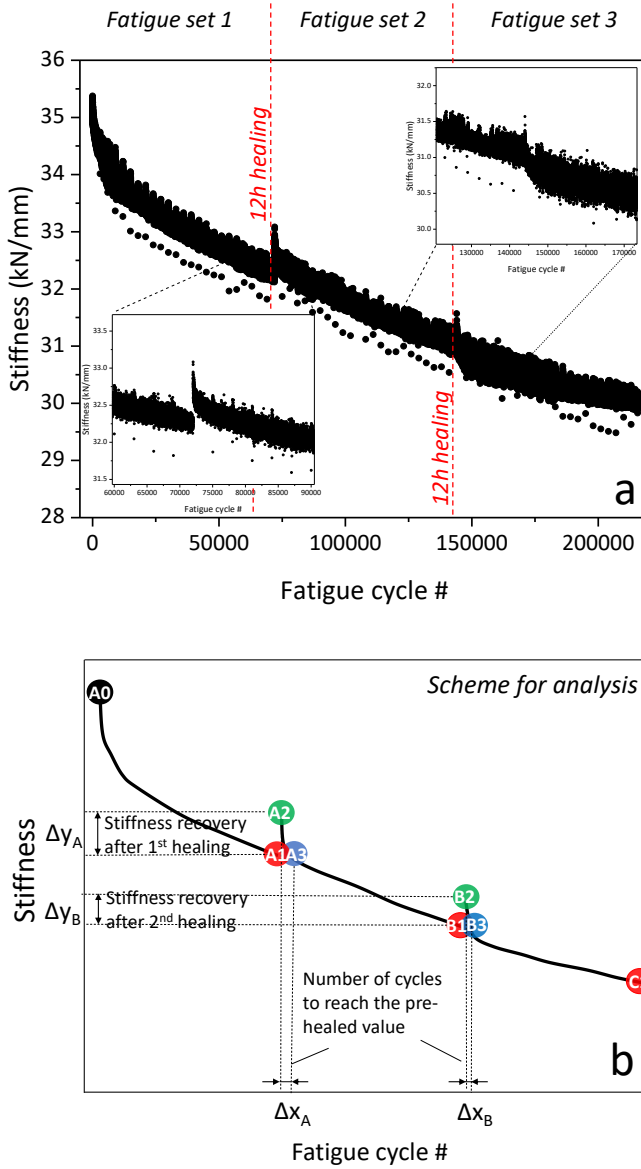 Fatigue set 1
Fatigue set 2
Fatigue set 3
36
35
34
33
32
31
30
29
28
Stiffness (kN/mm)
0
50000
100000
150000
200000
Fatigue cycle #
12h healing
12h healing
32.0
31.5
31.0
30.5
30.0
Stiffness (kN/mm)
130000
140000
150000
160000
170000
Fatigue cycle #
33.5
33.0
32.5
32.0
31.5
Stiffness (kN/mm)
60000
65000
70000
75000
80000
85000
90000
Fatigue cycle #
a
Scheme for analysis
A0
A2
A1
A3
B2
B1
B3
C
ΔyA
Stiffness recovery
after 1st healing
ΔyB
Stiffness recovery
after 2nd healing
Number of cycles
to reach the pre-
healed value
Stiffness
b
ΔxA
ΔxB
Fatigue cycle #